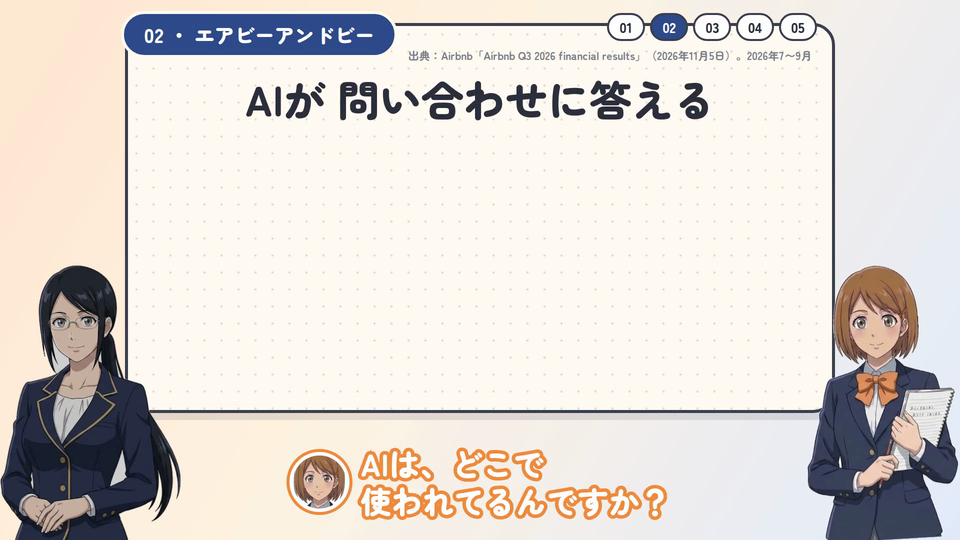 02 ・ エアビーアンドビー
01 02 03 04 05
出典：Airbnb「Airbnb Q3 2026 financial results」（2026年11月5日）。2026年7〜9月
AIが 問い合わせに答える
AIは、どこで
使われてるんですか？